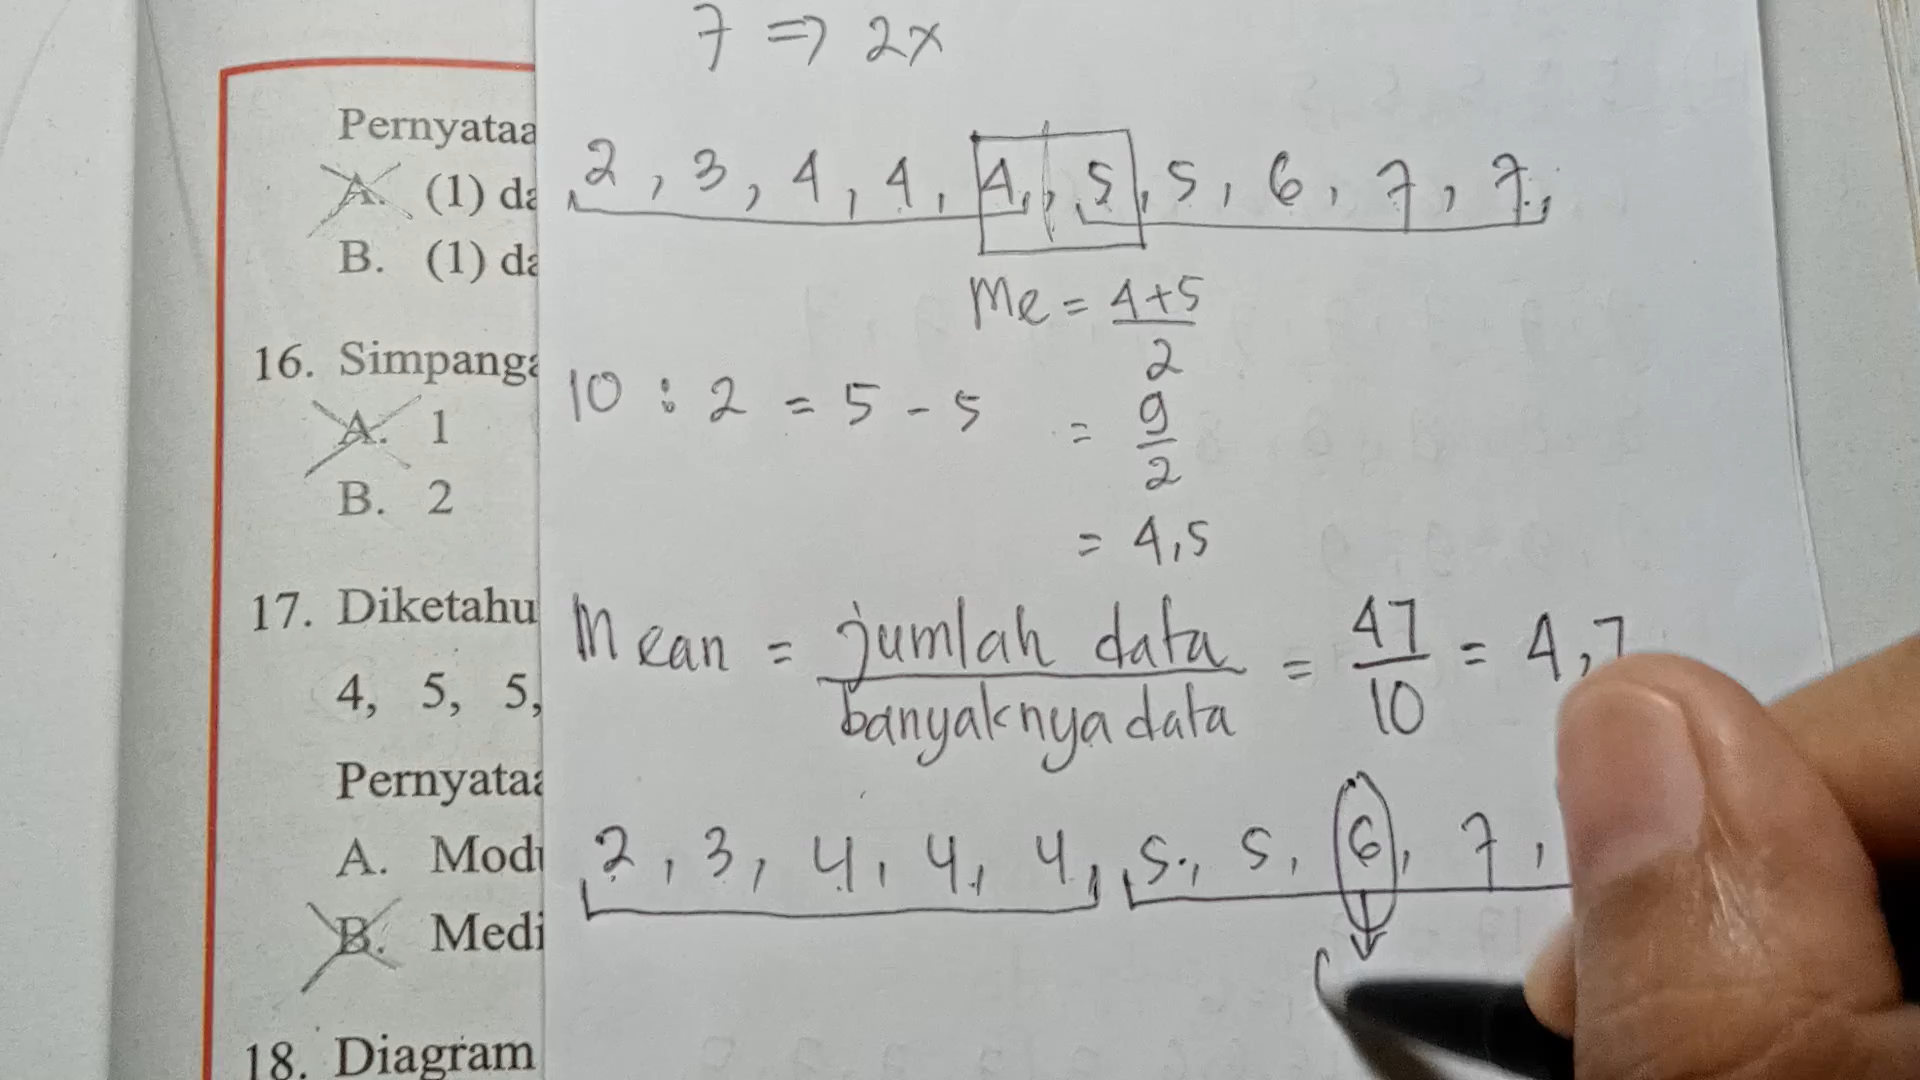 7 => 2x
Pernyataa
A. (1) da
B. (1) da
2, 3, 4, 4, 4, 5, 5, 6, 7, 7,
Me = 4+5
2
16. Simpanga
A. 1
B. 2
10 : 2 = 5 - 5
= 9
2
= 4,5
17. Diketahu
4, 5, 5,
Mean = jumlah data = 47 = 4,7
banyaknya data 10
Pernyataa
A. Modu
B. Medi
2, 3, 4, 4, 4, 5, 5, 6, 7,
18. Diagram